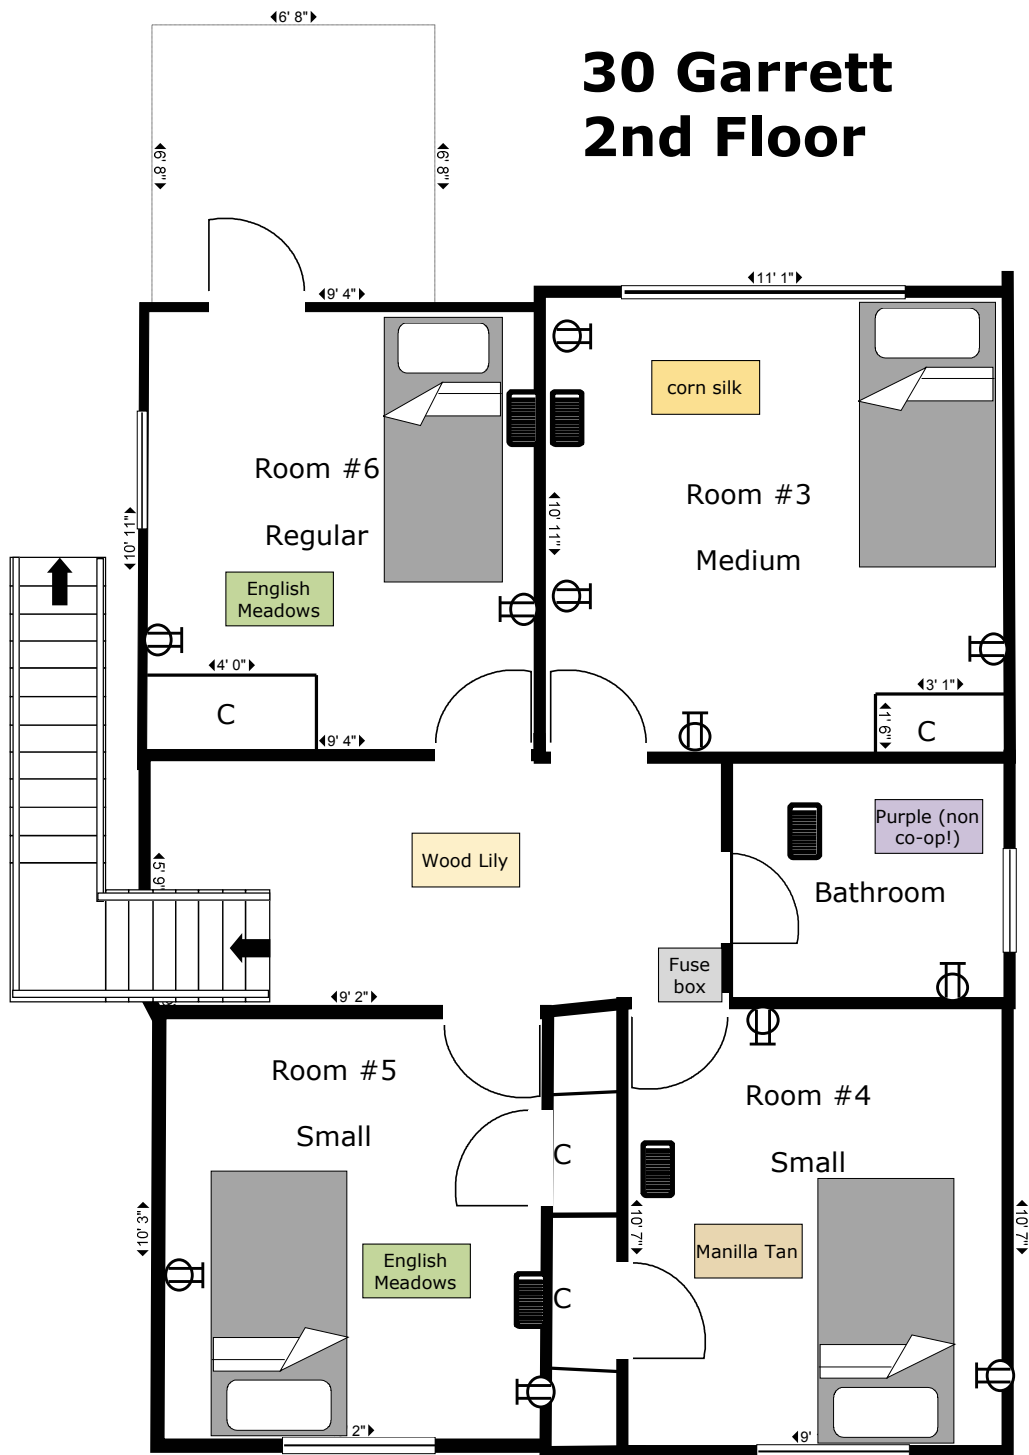 6' 8"
30 Garrett
2nd Floor
6' 8"
6' 8"
9' 4"
11' 1"
corn silk
Room #6
Regular
English
Meadows
Room #3
Medium
10' 11"
10' 11"
4' 0"
C
9' 4"
3' 1"
1' 6"
C
Wood Lily
Purple (non
co-op!)
Bathroom
5' 9"
Fuse
box
9' 2"
Room #5
Small
Room #4
Small
C
10' 3"
10' 7"
10' 7"
English
Meadows
Manilla Tan
C
2"
9'